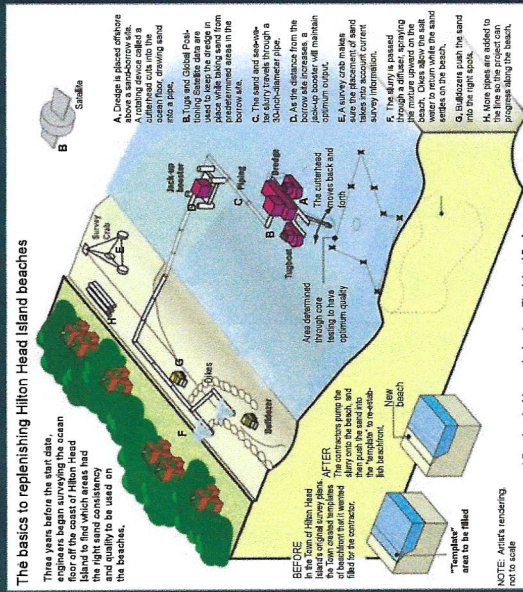 The basics to replenishing Hilton Head Island beaches
Three years before the start date,
engineers began surveying the ocean
floor off the coast of Hilton Head
Island to find which areas had
the right sand consistency
and quality to be used on
the beaches.
B
Satellite
A. Dredge is placed offshore
above a sand-borrow site.
A rotating device called a
cutterhead cuts into the
ocean floor, drawing sand
into a pipe.
B. Tugs and Global Posi-
tioning Satellite data are
used to keep the dredge in
place while taking sand from
predetermined areas in the
borrow site.
C. The sand and sea-wa-
ter slurry travels through a
30-inch-diameter pipe.
D. As the distance from the
borrow site increases, a
jack-up booster will maintain
optimum output.
E. A survey crab makes
sure the placement of sand
takes into account current
survey information.
F. The slurry is passed
through a diffuser, spraying
the mixture upward on the
beach. Dikes allow the sea
water to return while the sand
settles on the beach.
G. Bulldozers push the sand
into the right spots.
H. More pipes are added to
the line so the project can
progress along the beach.
Survey
Crab
E
H
Jack-up
booster
D
C
Piping
B
Dredge
A
Tugboat
The cutterhead
moves back and
forth
Area determined
through core
testing to have
optimum quality
G
Dikes
F
Bulldozer
BEFORE
In the Town of Hilton Head
Island's original survey plans,
the Town created templates
of beachfront that it wanted
filled for the contractor.
AFTER
The contractors pump the
slurry onto the beach, and
then push the sand into
the "template" to re-estab-
lish beachfront.
New
beach
"Template"
area to be filled
NOTE: Artist's rendering,
not to scale